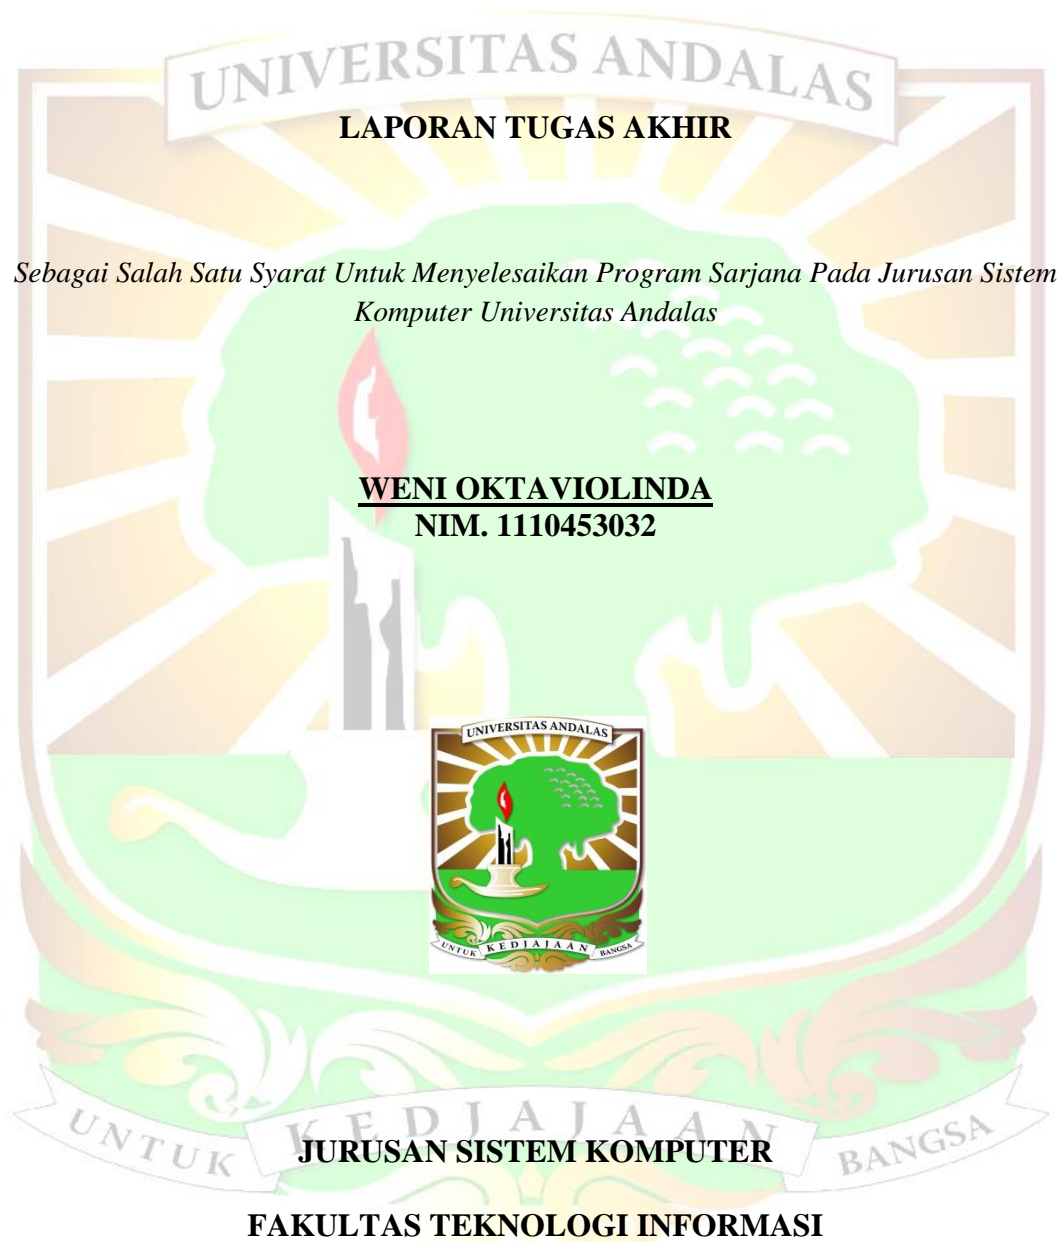 UNIVERSITAS ANDALAS
LAPORAN TUGAS AKHIR
Sebagai Salah Satu Syarat Untuk Menyelesaikan Program Sarjana Pada Jurusan Sistem
Komputer Universitas Andalas
WENI OKTAVIOLINDA
NIM. 1110453032
UNIVERSITAS ANDALAS
UNTUK KEDJAJAAN BANGSA
UNTUK KEDJAJAAN BANGSA
JURUSAN SISTEM KOMPUTER
FAKULTAS TEKNOLOGI INFORMASI